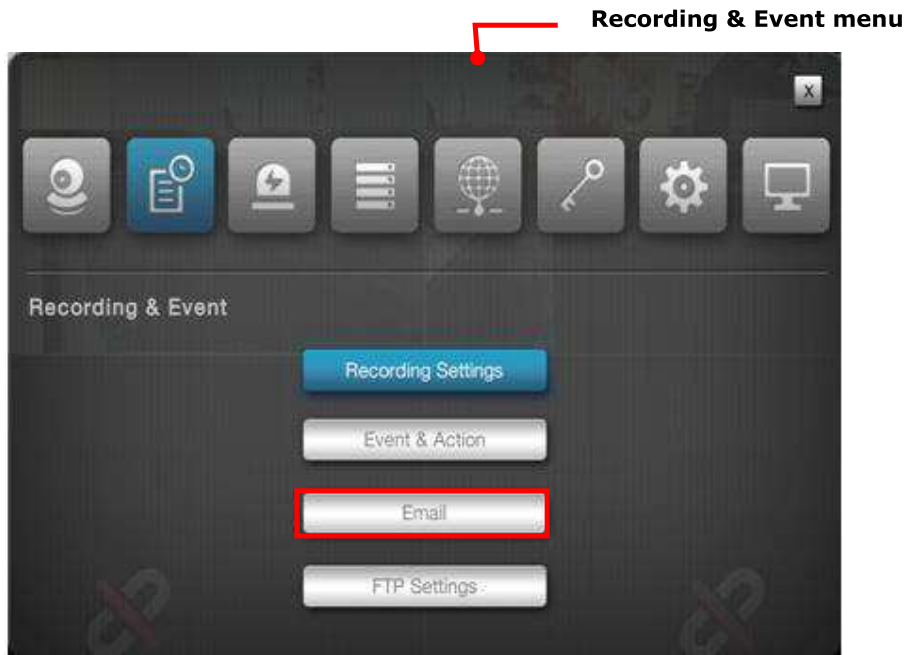 Recording & Event menu
X
Recording & Event
Recording Settings
Event & Action
Email
FTP Settings